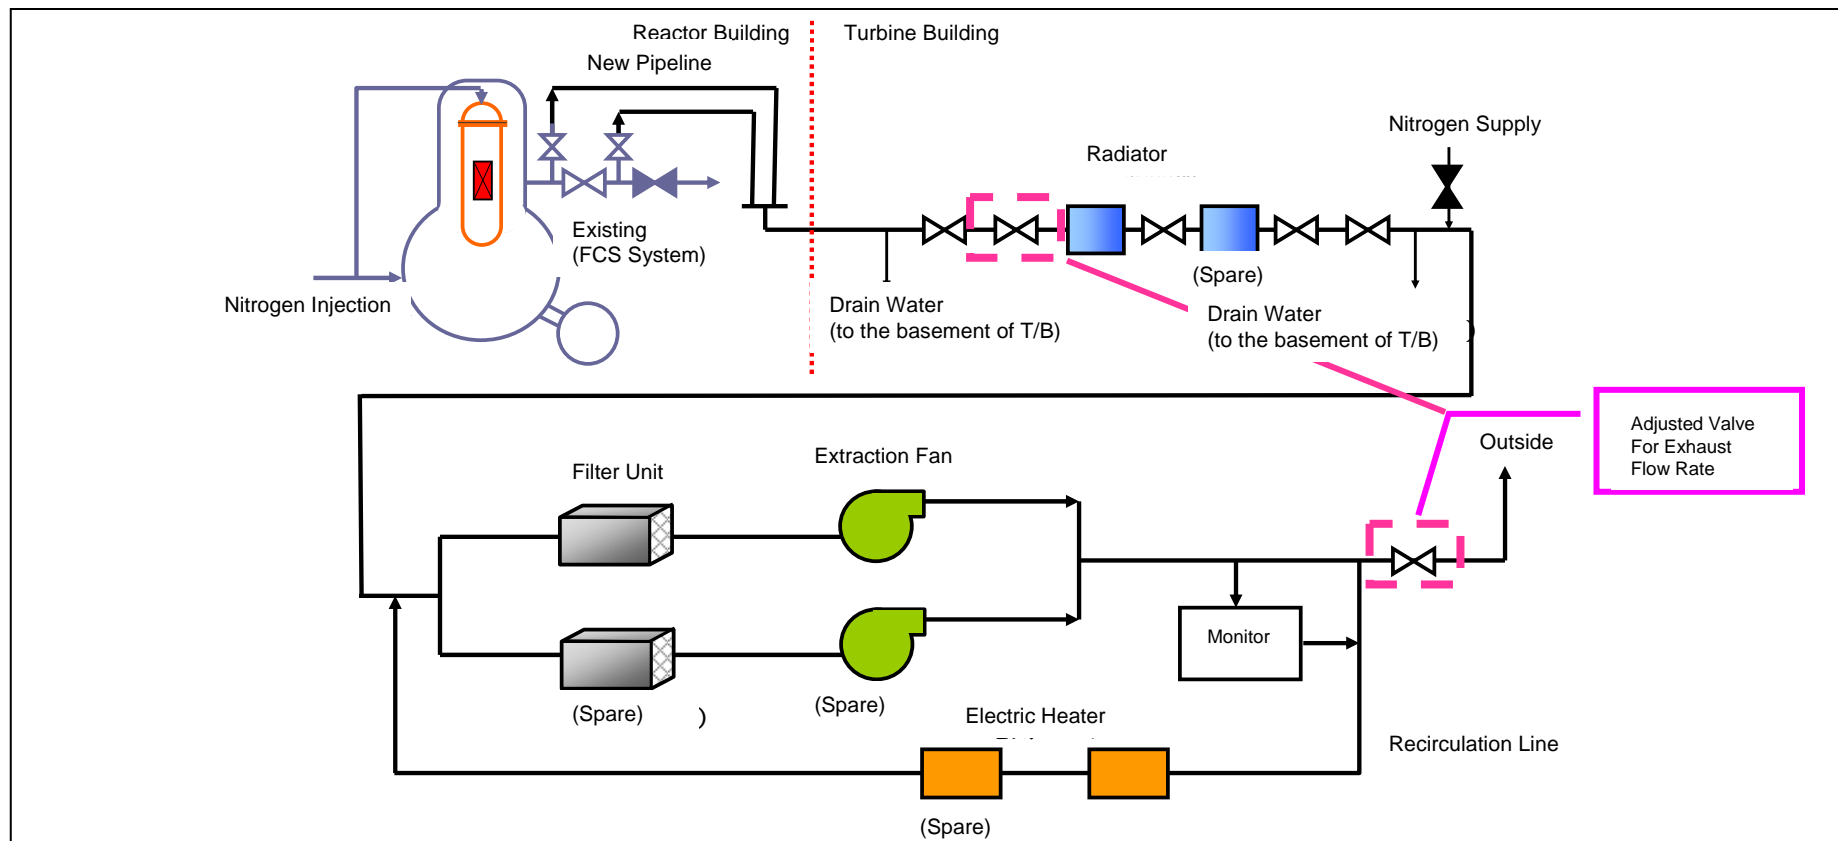 Reactor Building
Turbine Building
New Pipeline
Nitrogen Supply
Radiator
Existing
(FCS System)
(Spare)
Nitrogen Injection
Drain Water
(to the basement of T/B)
Drain Water
(to the basement of T/B)
)
Adjusted Valve
For Exhaust
Flow Rate
Outside
Filter Unit
Extraction Fan
Monitor
(Spare)
)
(Spare)
Electric Heater
Recirculation Line
(Spare)